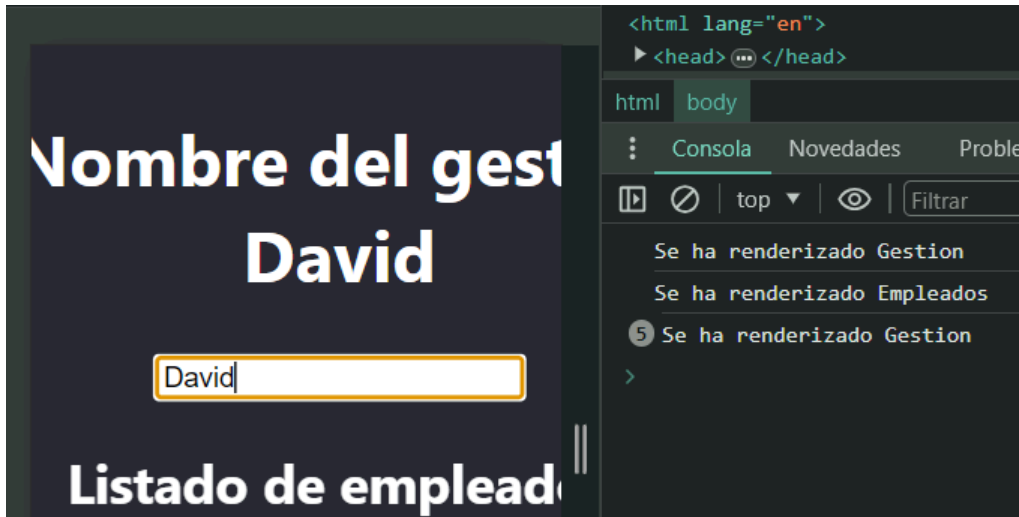 Nombre del gest
David
David
Listado de emplead
<html lang="en">
<head> </head>
html body
Consola Novedades Proble
top Filtrar
Se ha renderizado Gestion
Se ha renderizado Empleados
5 Se ha renderizado Gestion